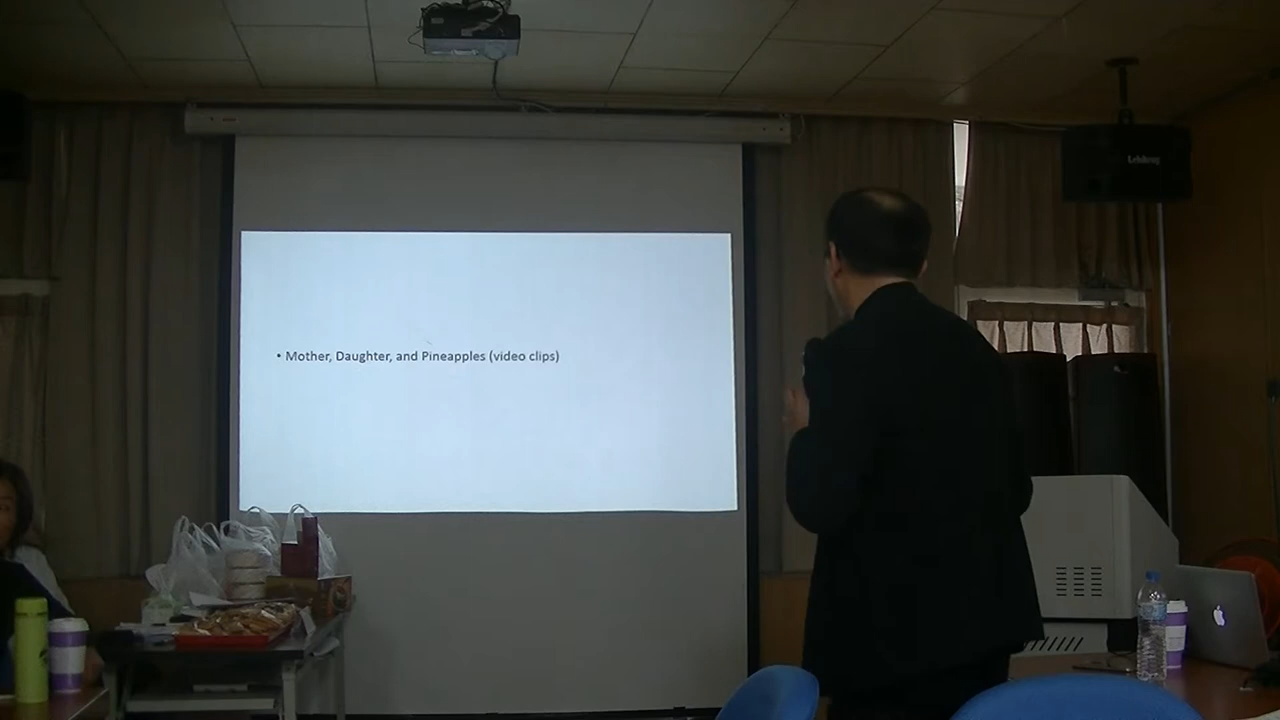 • Mother, Daughter, and Pineapples (video clips)